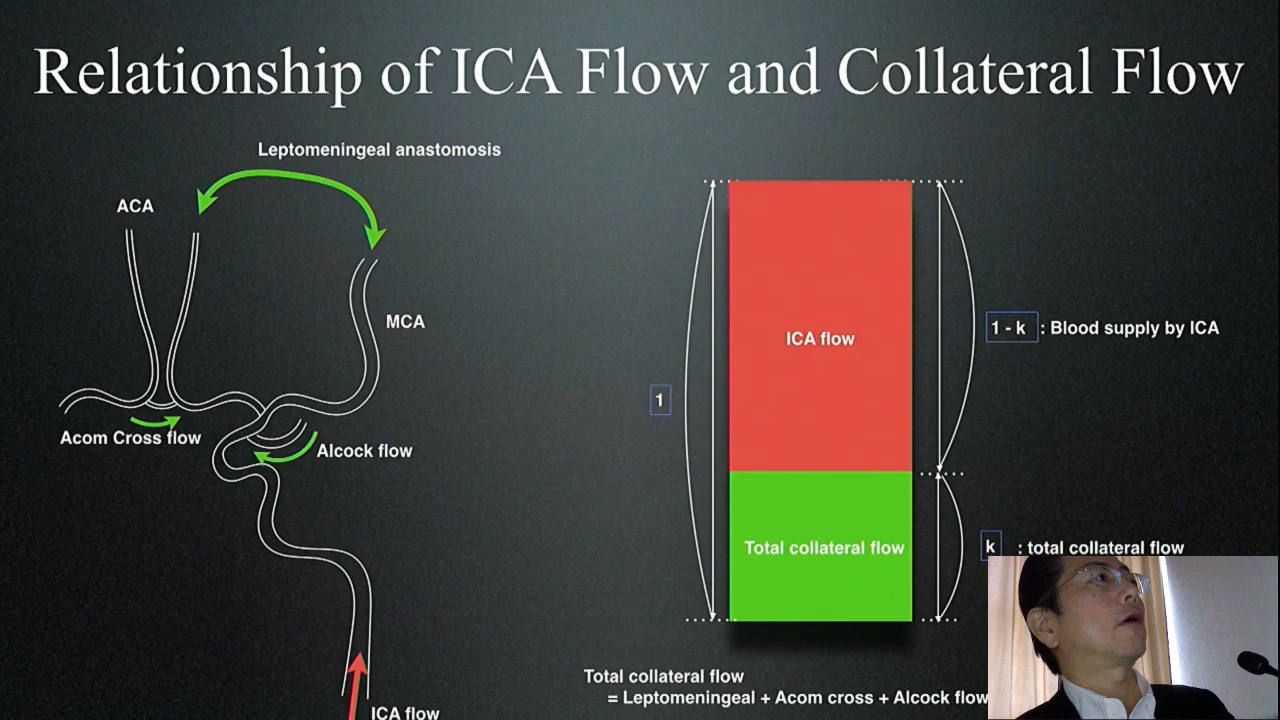 Relationship of ICA Flow and Collateral Flow
Leptomeningeal anastomosis
ACA
MCA
Acom Cross flow
Alcock flow
ICA flow
1
ICA flow
Total collateral flow
1 - k : Blood supply by ICA
k : total collateral flow
Total collateral flow
= Leptomeningeal + Acom cross + Alcock flow